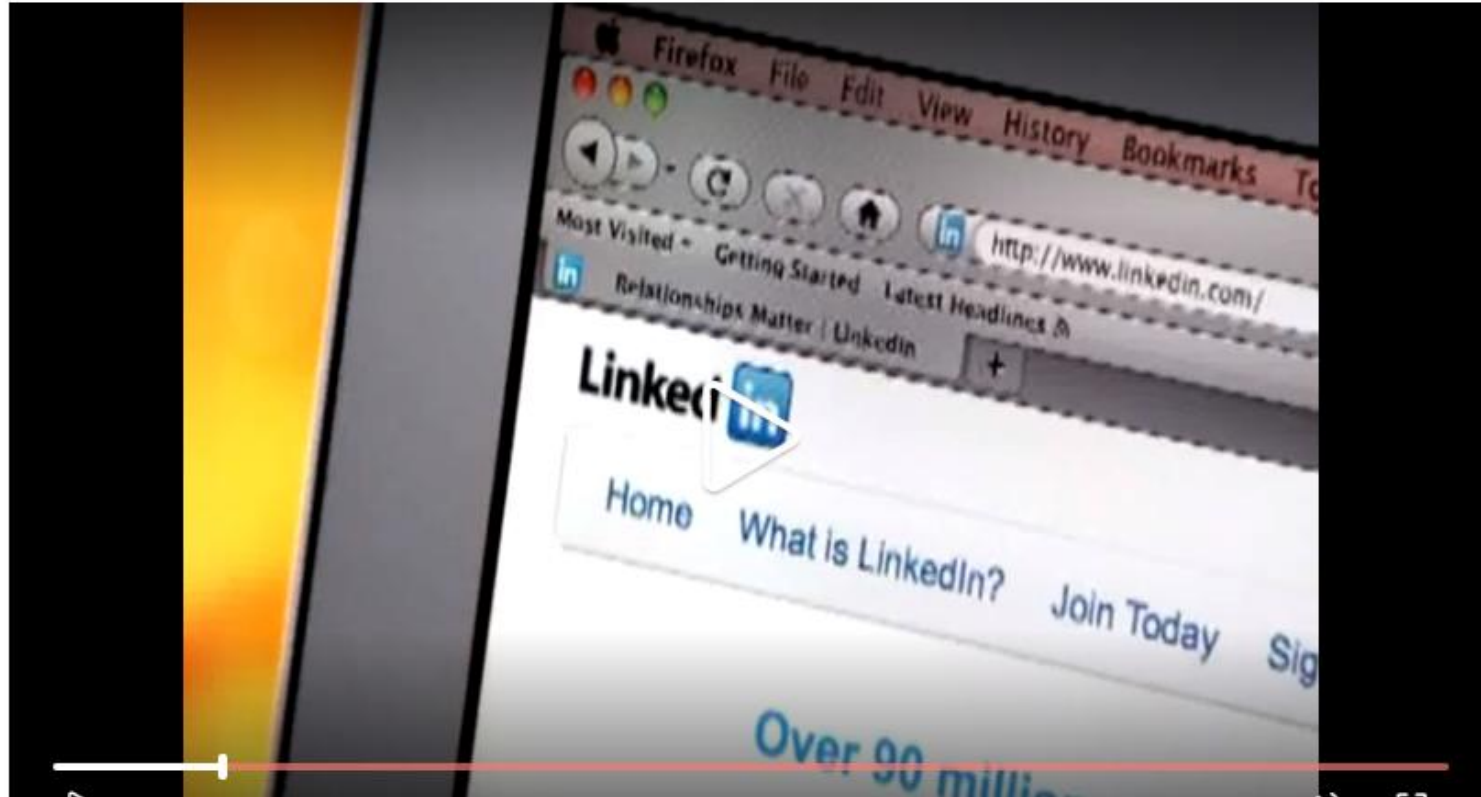 Firefox File Edit View History Bookmarks
http://www.linkedin.com/
Most Visited Getting Started Latest Headlines
in Relationships Matter | LinkedIn +
Linked in
Home What is LinkedIn? Join Today
Over 90